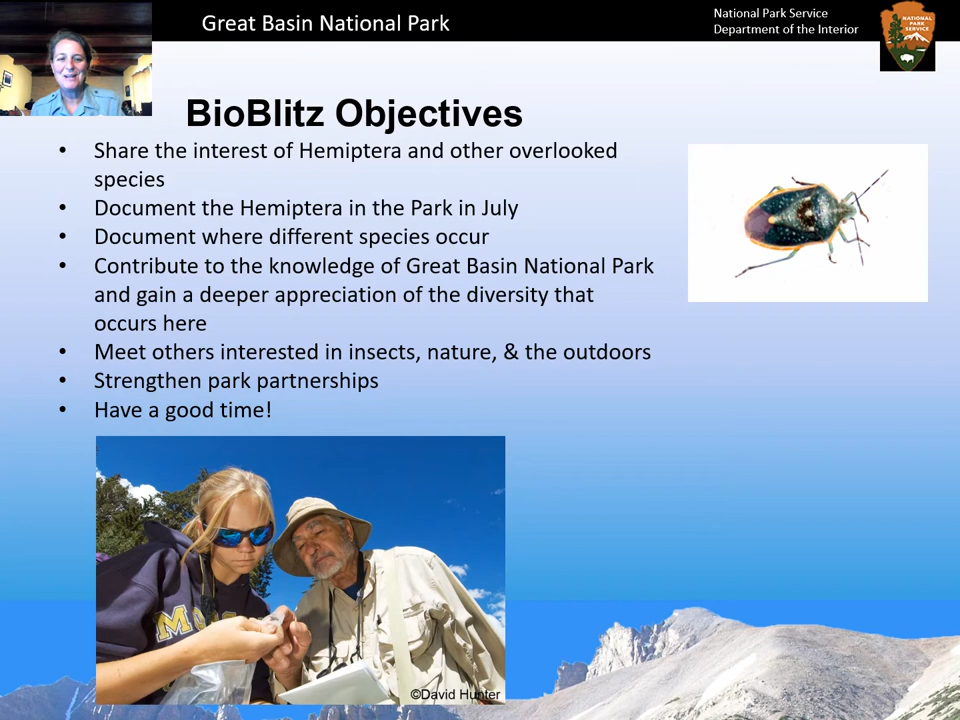 Great Basin National Park
National Park Service
Department of the Interior
NATIONAL
PARK
SERVICE
BioBlitz Objectives
• Share the interest of Hemiptera and other overlooked
species
• Document the Hemiptera in the Park in July
• Document where different species occur
• Contribute to the knowledge of Great Basin National Park
and gain a deeper appreciation of the diversity that
occurs here
• Meet others interested in insects, nature, & the outdoors
• Strengthen park partnerships
• Have a good time!
©David Hunter